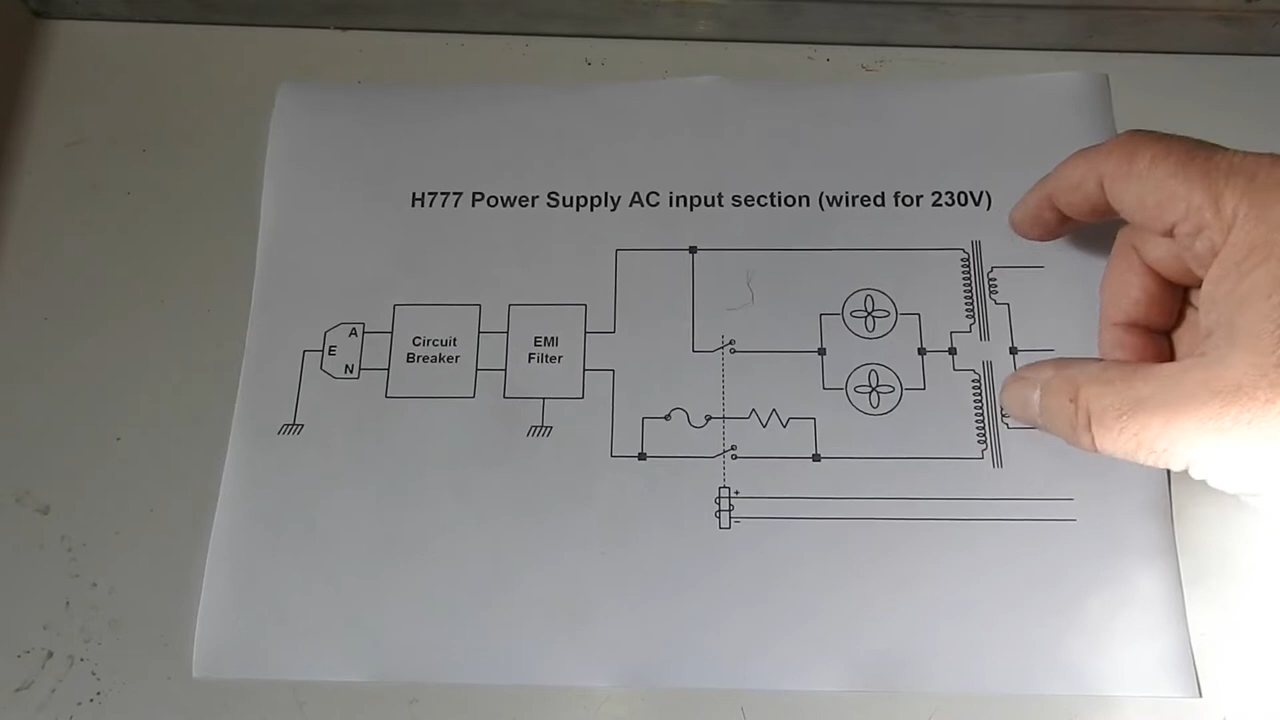 H777 Power Supply AC input section (wired for 230V)
A
E
N
Circuit
Breaker
EMI
Filter
+
−